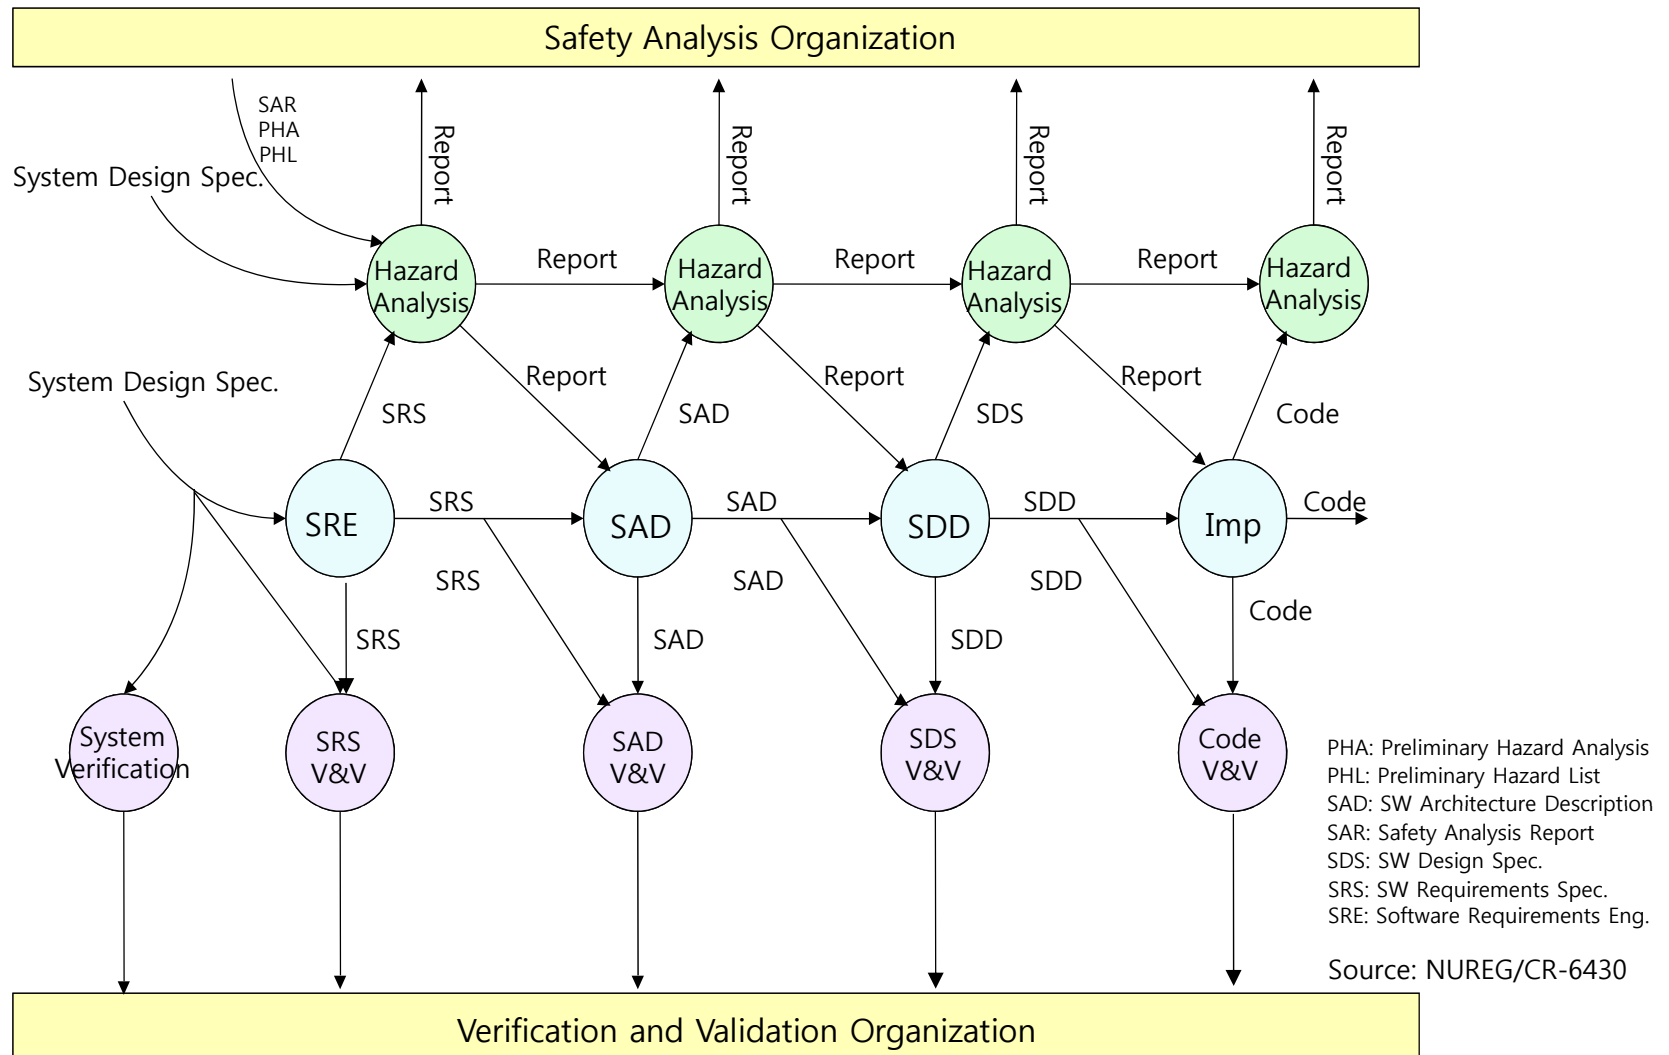 Safety Analysis Organization
SAR
PHA
PHL
Report
Report
Report
Report
System Design Spec.
Hazard
Analysis
Report
Hazard
Analysis
Report
Hazard
Analysis
Report
Hazard
Analysis
System Design Spec.
Report
Report
Report
SRS
SAD
SDS
Code
SRE
SRS
SAD
SAD
SDD
SDD
Imp
Code
SRS
SAD
SDD
Code
SRS
SAD
SDD
System
Verification
SRS
V&V
SAD
V&V
SDS
V&V
Code
V&V
PHA: Preliminary Hazard Analysis
PHL: Preliminary Hazard List
SAD: SW Architecture Description
SAR: Safety Analysis Report
SDS: SW Design Spec.
SRS: SW Requirements Spec.
SRE: Software Requirements Eng.
Source: NUREG/CR-6430
Verification and Validation Organization